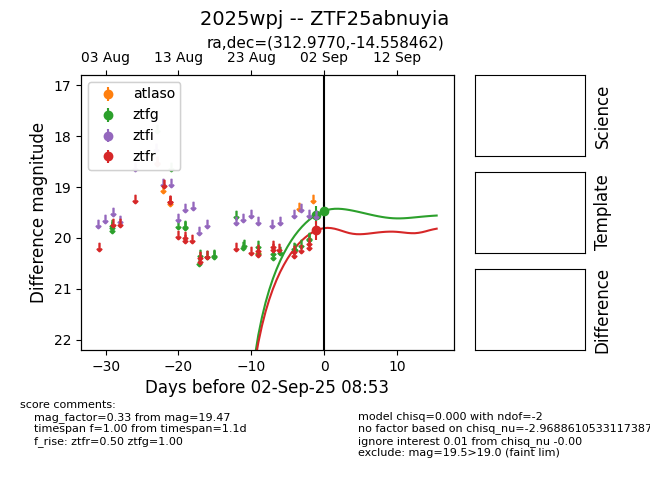 2025wpj -- ZTF25abnuyia
ra,dec=(312.9770,-14.558462)
03 Aug 13 Aug 23 Aug 02 Sep 12 Sep
17
18
19
20
21
22
Difference magnitude
atlaso
ztfg
ztfi
ztfr
−30 −20 −10 0 10
Days before 02-Sep-25 08:53
Science
Template
Difference
score comments:
mag_factor=0.33 from mag=19.47
timespan f=1.00 from timespan=1.1d
f_rise: ztfr=0.50 ztfg=1.00
model chisq=0.000 with ndof=-2
no factor based on chisq_nu=-2.9688610533117387
ignore interest 0.01 from chisq_nu -0.00
exclude: mag=19.5>19.0 (faint lim)